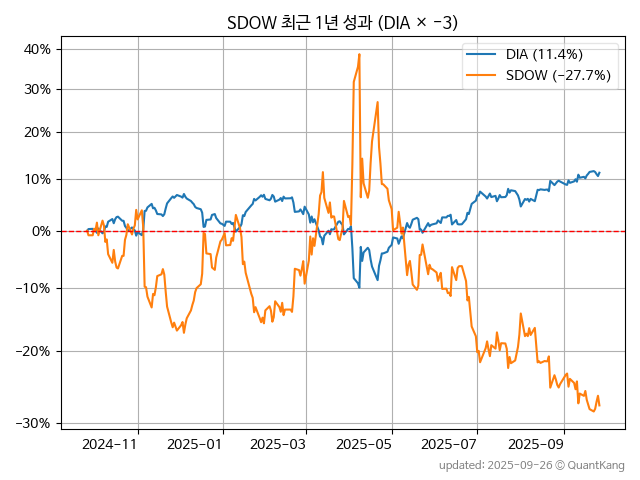 SDOW 최근 1년 성과 (DIA × −3)
DIA (11.4%)
SDOW (−27.7%)
40%
30%
20%
10%
0%
−10%
−20%
−30%
2024−11 2025−01 2025−03 2025−05 2025−07 2025−09
updated: 2025-09-26 © QuantKang